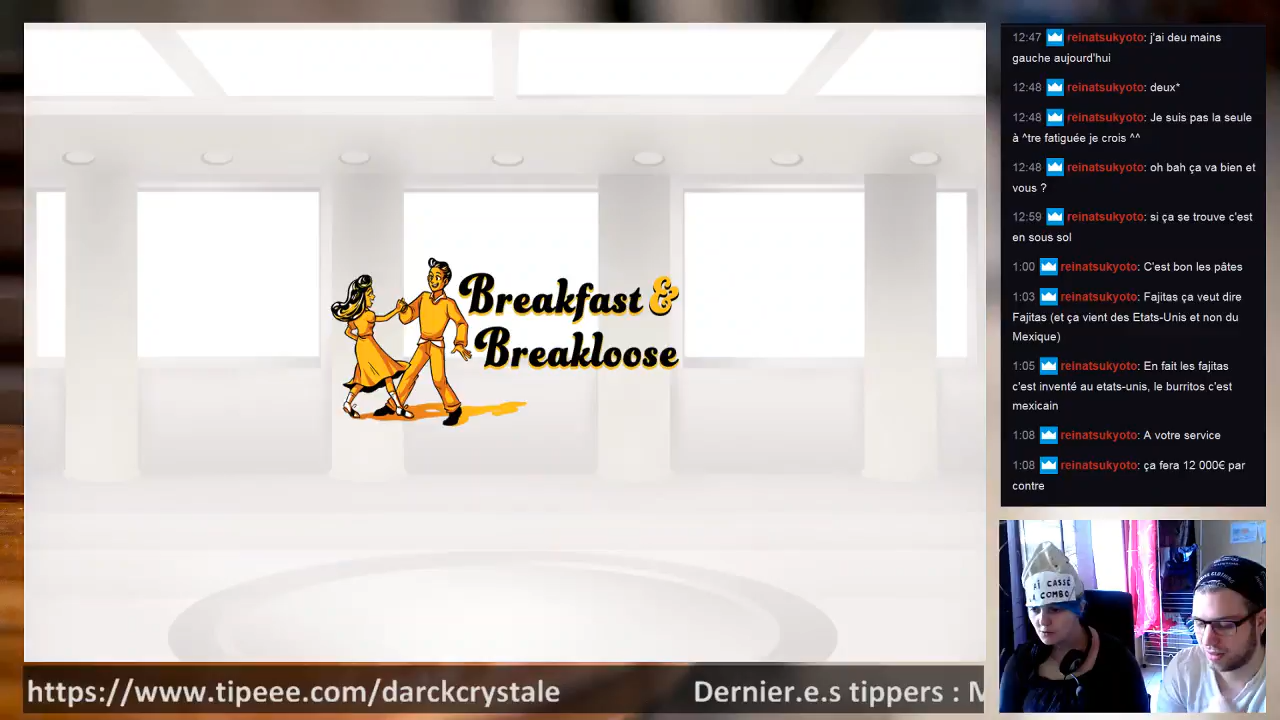 Breakfast &
Breakloose
12:47 reinatsukyoto: j'ai deu mains
gauche aujourd'hui
12:48 reinatsukyoto: deux*
12:48 reinatsukyoto: Je suis pas la seule
à ^tre fatiguée je crois ^^
12:48 reinatsukyoto: oh bah ça va bien et
vous ?
12:59 reinatsukyoto: si ça se trouve c'est
en sous sol
1:00 reinatsukyoto: C'est bon les pâtes
1:03 reinatsukyoto: Fajitas ça veut dire
Fajitas (et ça vient des Etats-Unis et non du
Mexique)
1:05 reinatsukyoto: En fait les fajitas
c'est inventé au etats-unis, le burritos c'est
mexicain
1:08 reinatsukyoto: A votre service
1:08 reinatsukyoto: ça fera 12 000€ par
contre
CASSÉ
COMBO
https://www.tipeee.com/darckcrystale
Dernier.e.s tippers :